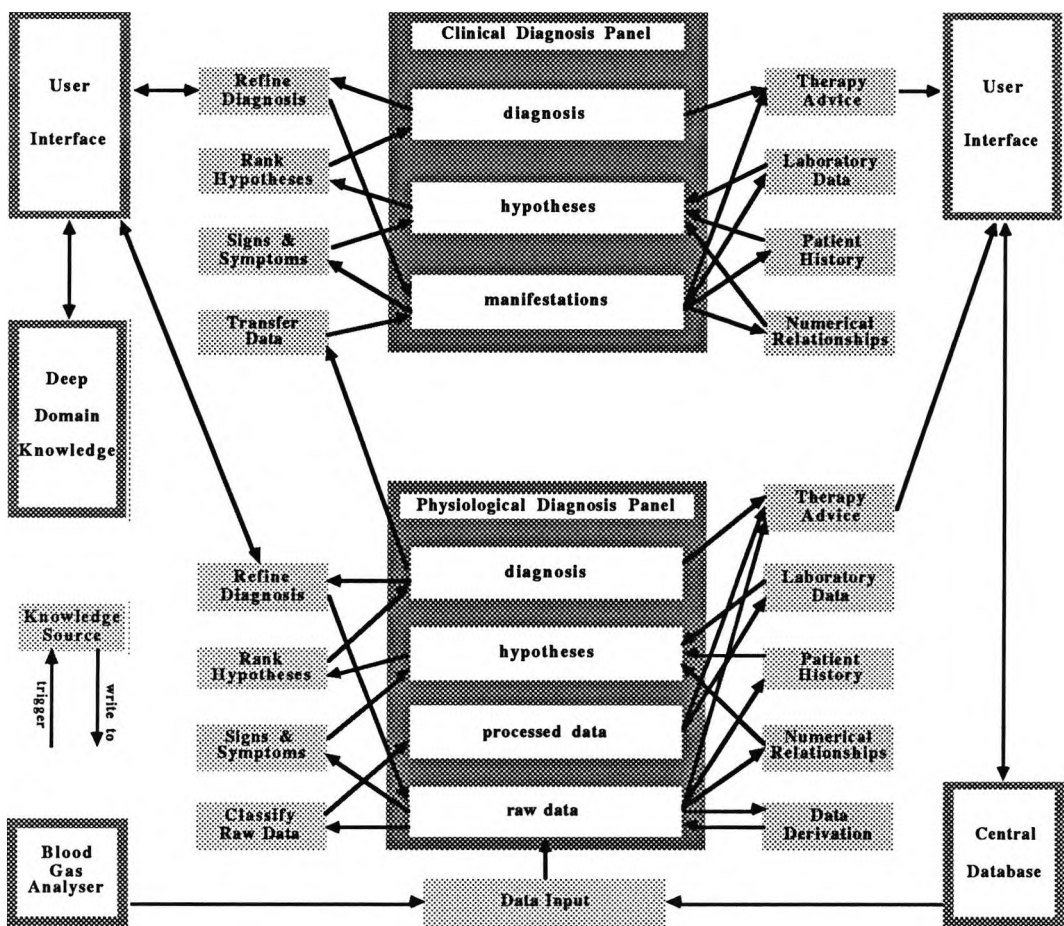 User
Interface
Deep
Domain
Knowledge
Knowledge
Source
trigger
write to
Blood
Gas
Analyser
Refine
Diagnosis
Rank
Hypotheses
Signs &
Symptoms
Transfer
Data
Clinical Diagnosis Panel
diagnosis
hypotheses
manifestations
Therapy
Advice
Laboratory
Data
Patient
History
Numerical
Relationships
User
Interface
Refine
Diagnosis
Rank
Hypotheses
Signs &
Symptoms
Classify
Raw Data
Physiological Diagnosis Panel
diagnosis
hypotheses
processed data
raw data
Data Input
Therapy
Advice
Laboratory
Data
Patient
History
Numerical
Relationships
Data
Derivation
Central
Database